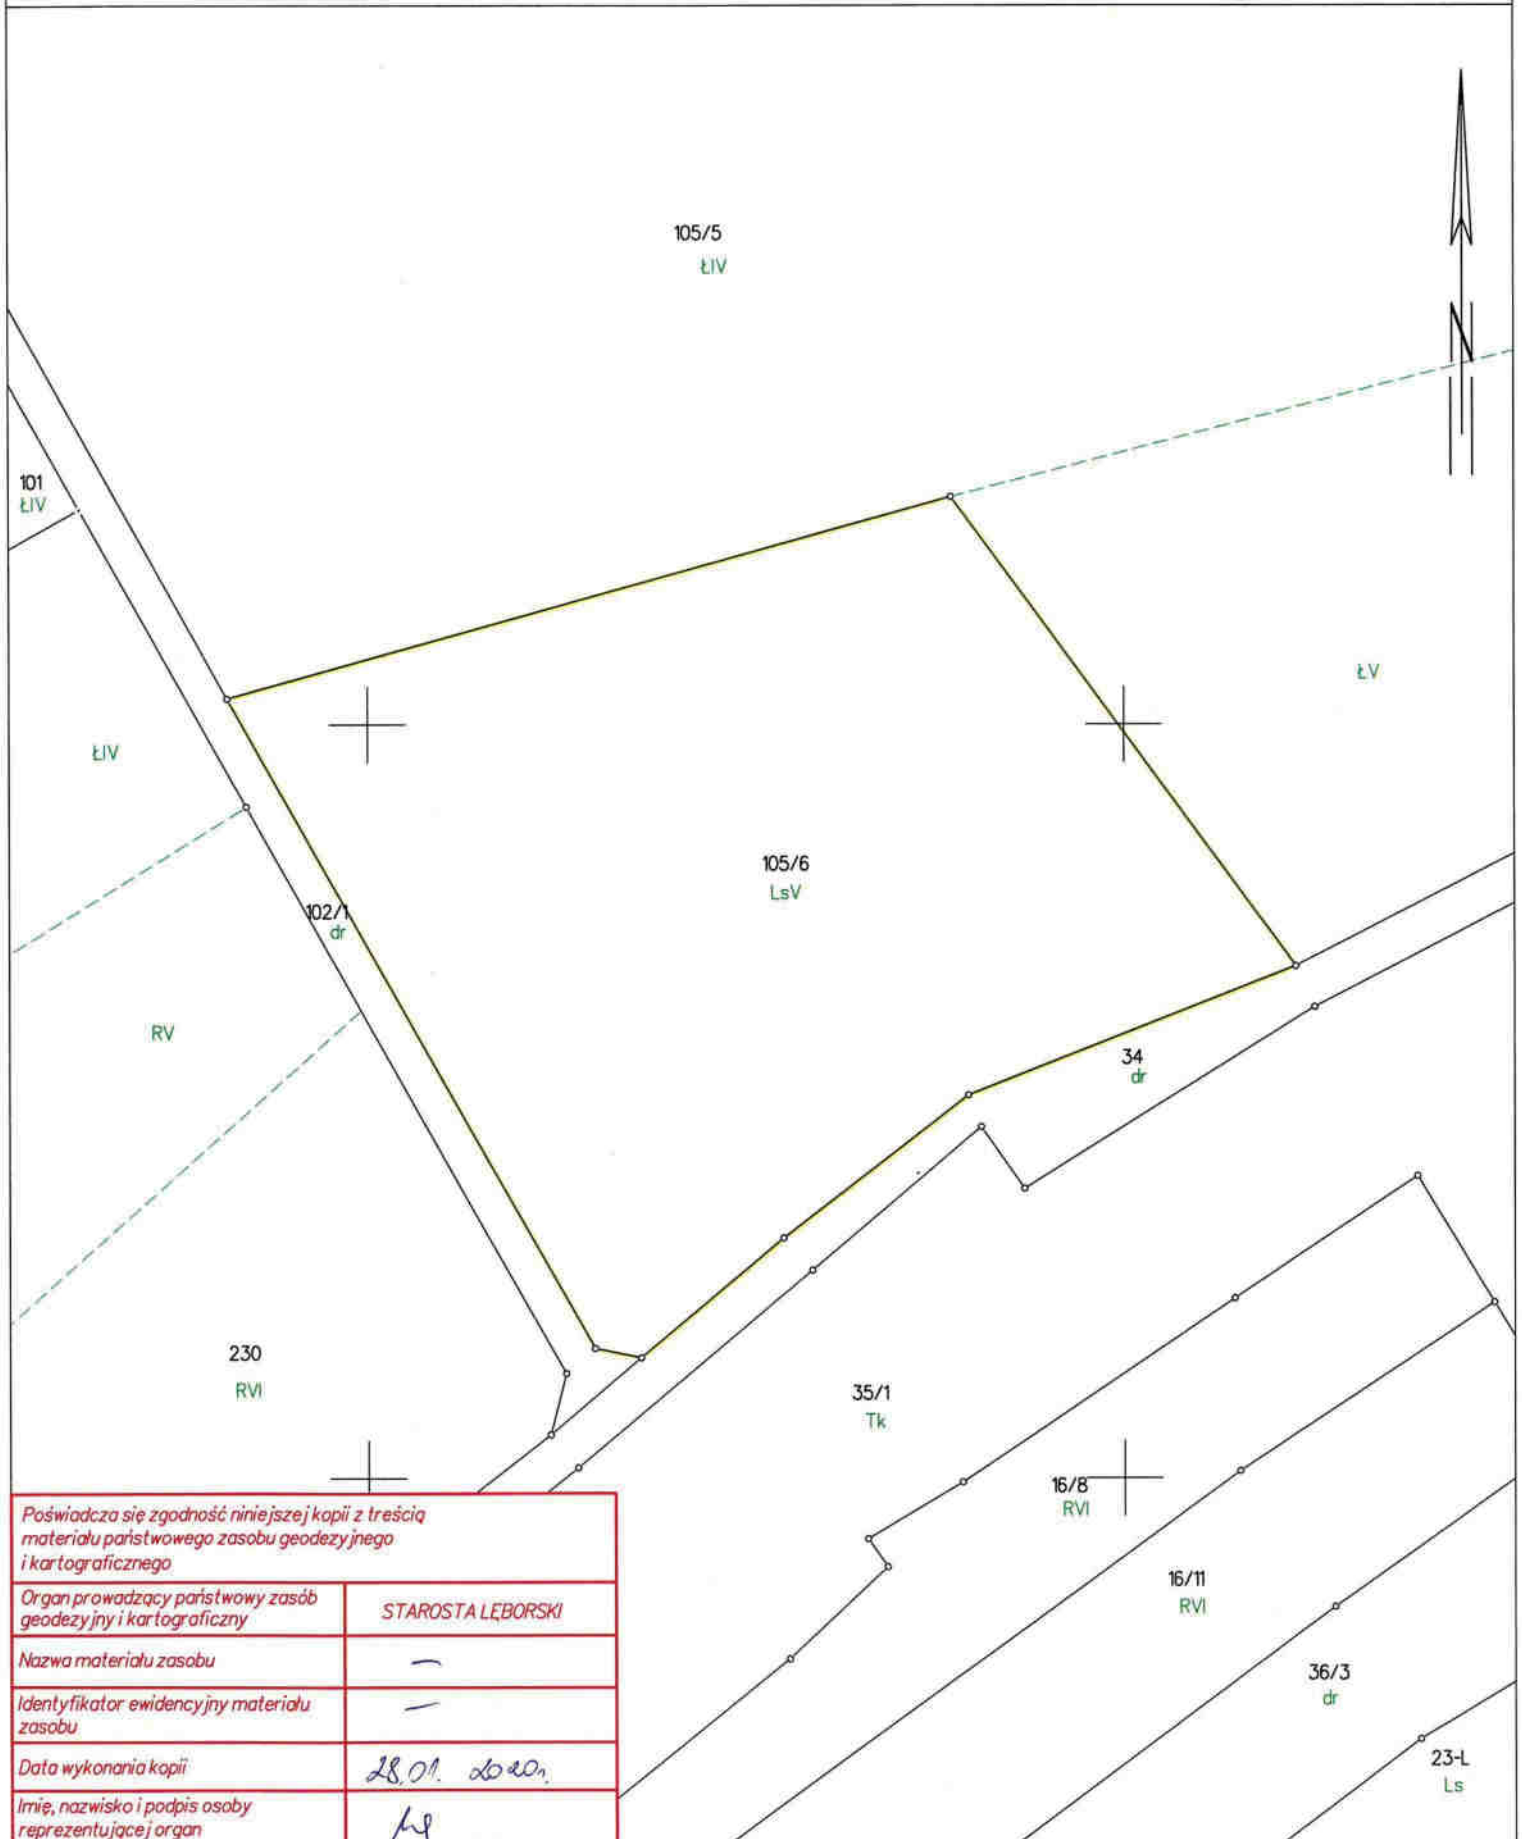 105/5
ŁIV
N
101
ŁIV
ŁV
ŁIV
105/6
LsV
102/1
dr
RV
34
dr
230
RVI
35/1
Tk
16/8
RVI
16/11
RVI
36/3
dr
23-L
Ls
Poświadcza się zgodność niniejszej kopii z treścią
materiału państwowego zasobu geodezyjnego
i kartograficznego
Organ prowadzący państwowy zasób
geodezyjny i kartograficzny
STAROSTA LĘBORSKI
Nazwa materiału zasobu
—
Identyfikator ewidencyjny materiału
zasobu
—
Data wykonania kopii
28.01. 2020r.
Imię, nazwisko i podpis osoby
reprezentującej organ